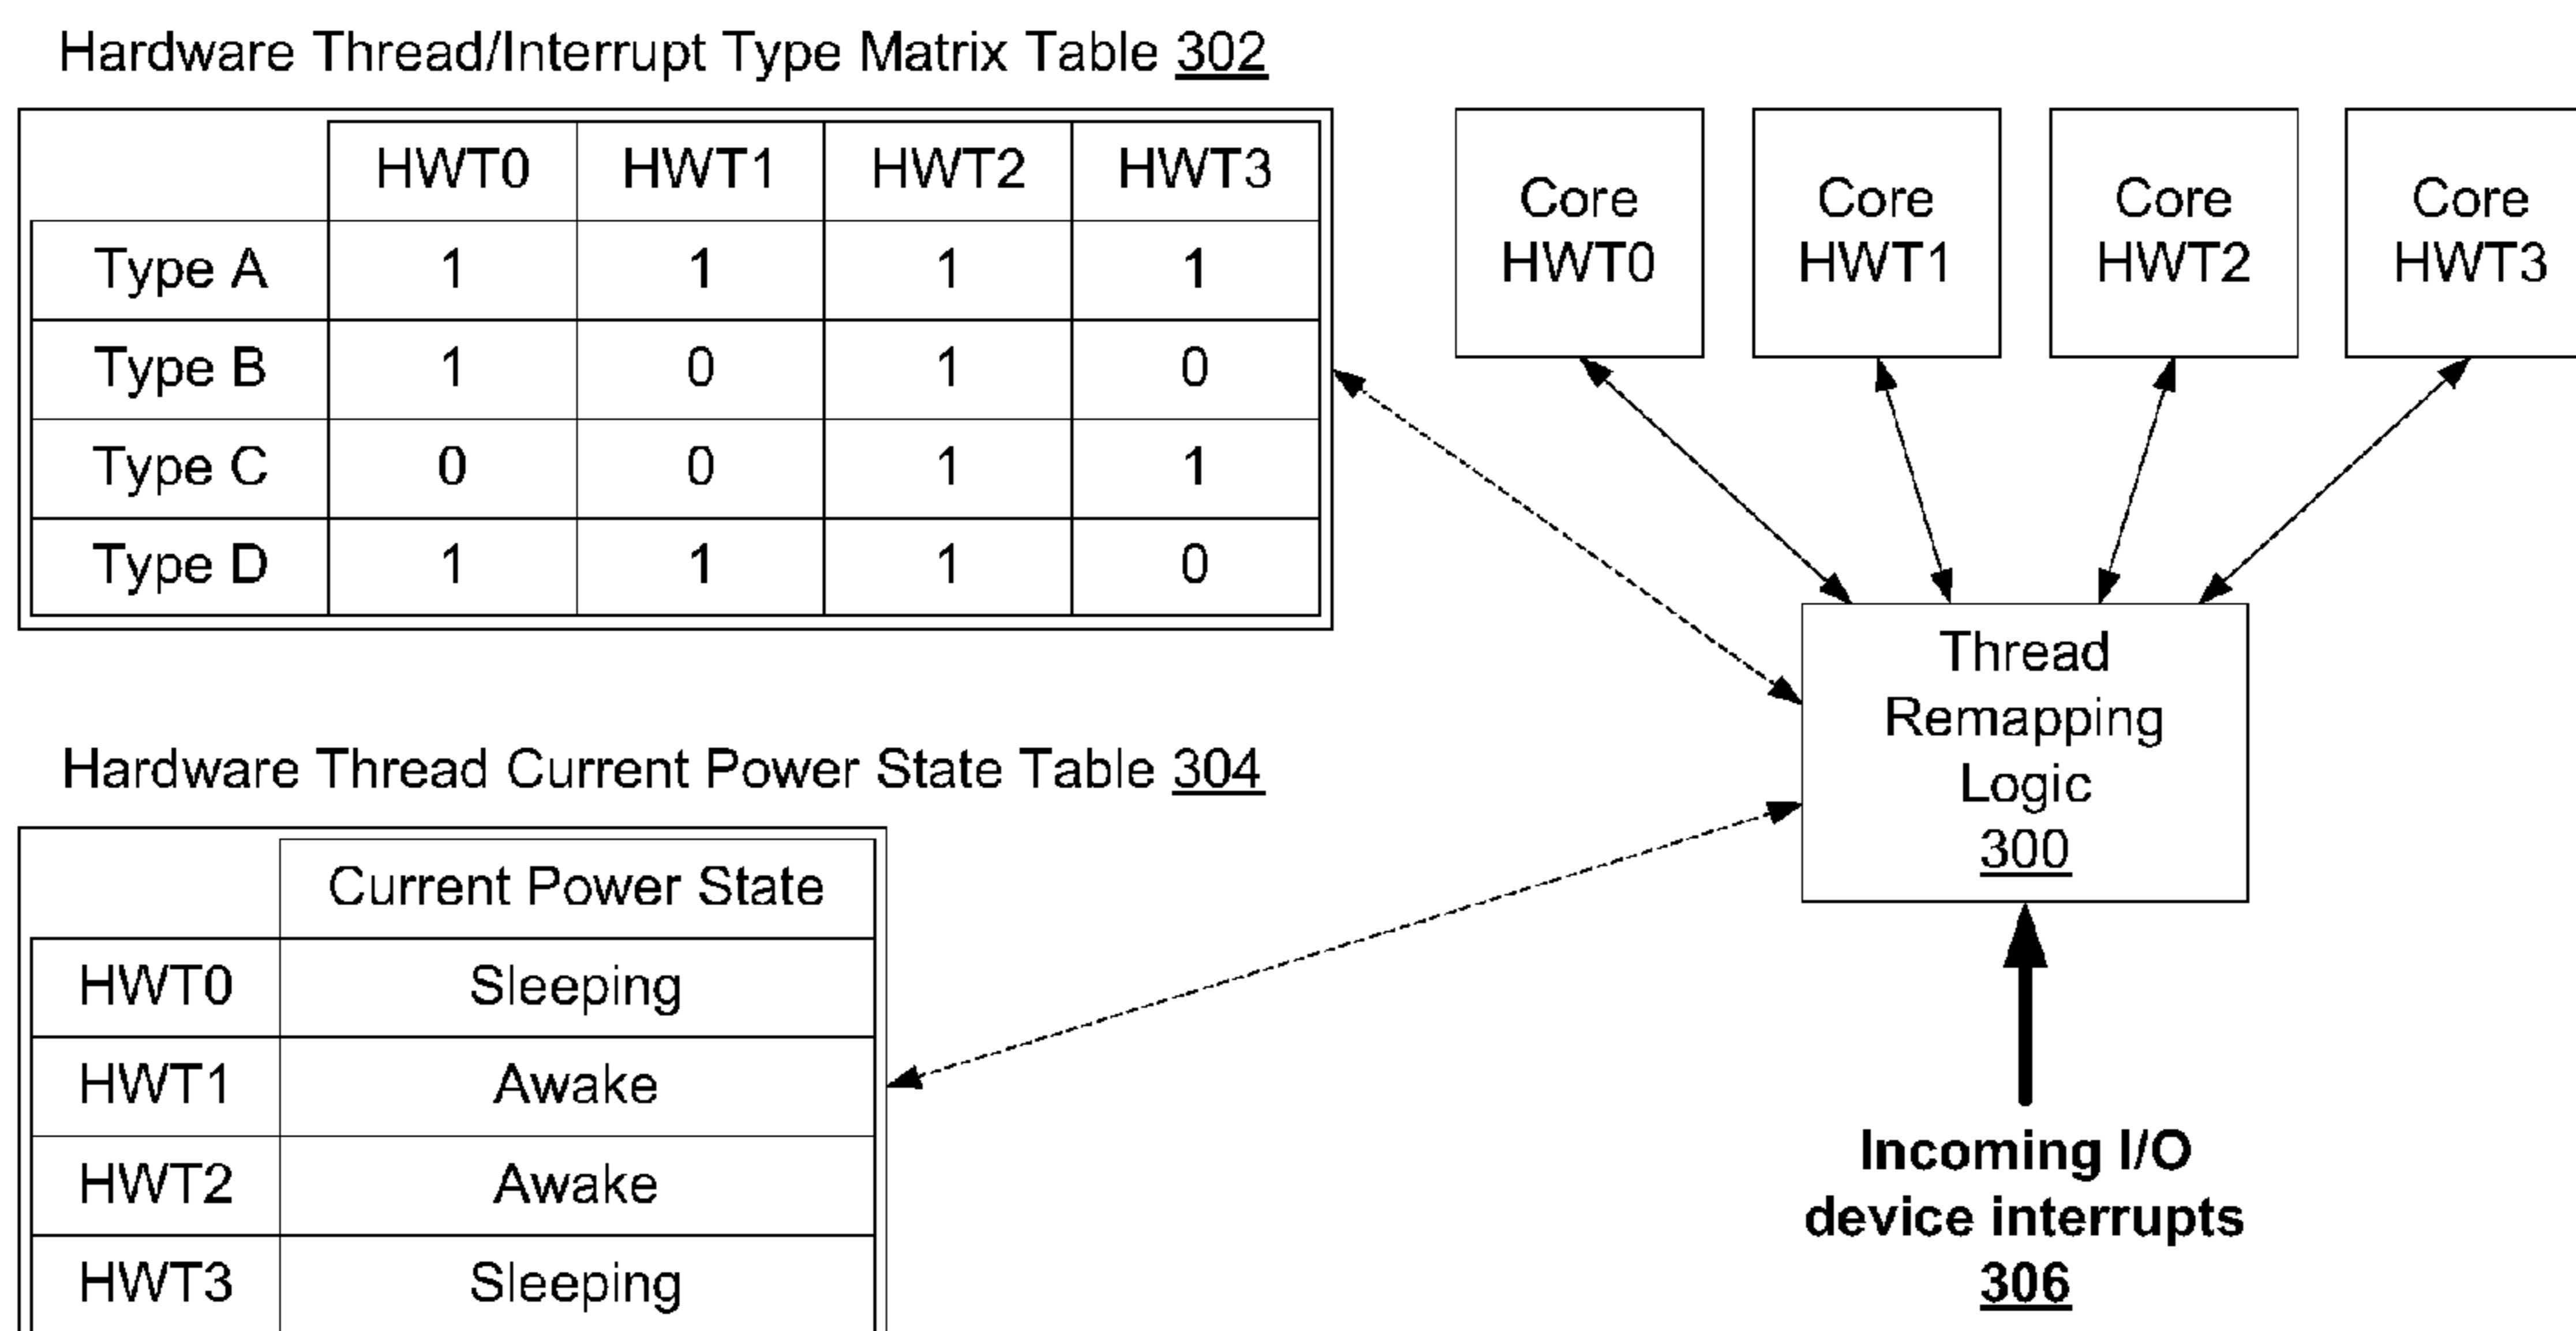 Hardware Thread/Interrupt Type Matrix Table 302
HWT0 HWT1 HWT2 HWT3
Type A 1 1 1 1
Type B 1 0 1 0
Type C 0 0 1 1
Type D 1 1 1 0
Core
HWT0
Core
HWT1
Core
HWT2
Core
HWT3
Thread
Remapping
Logic
300
Hardware Thread Current Power State Table 304
Current Power State
HWT0 Sleeping
HWT1 Awake
HWT2 Awake
HWT3 Sleeping
Incoming I/O
device interrupts
306